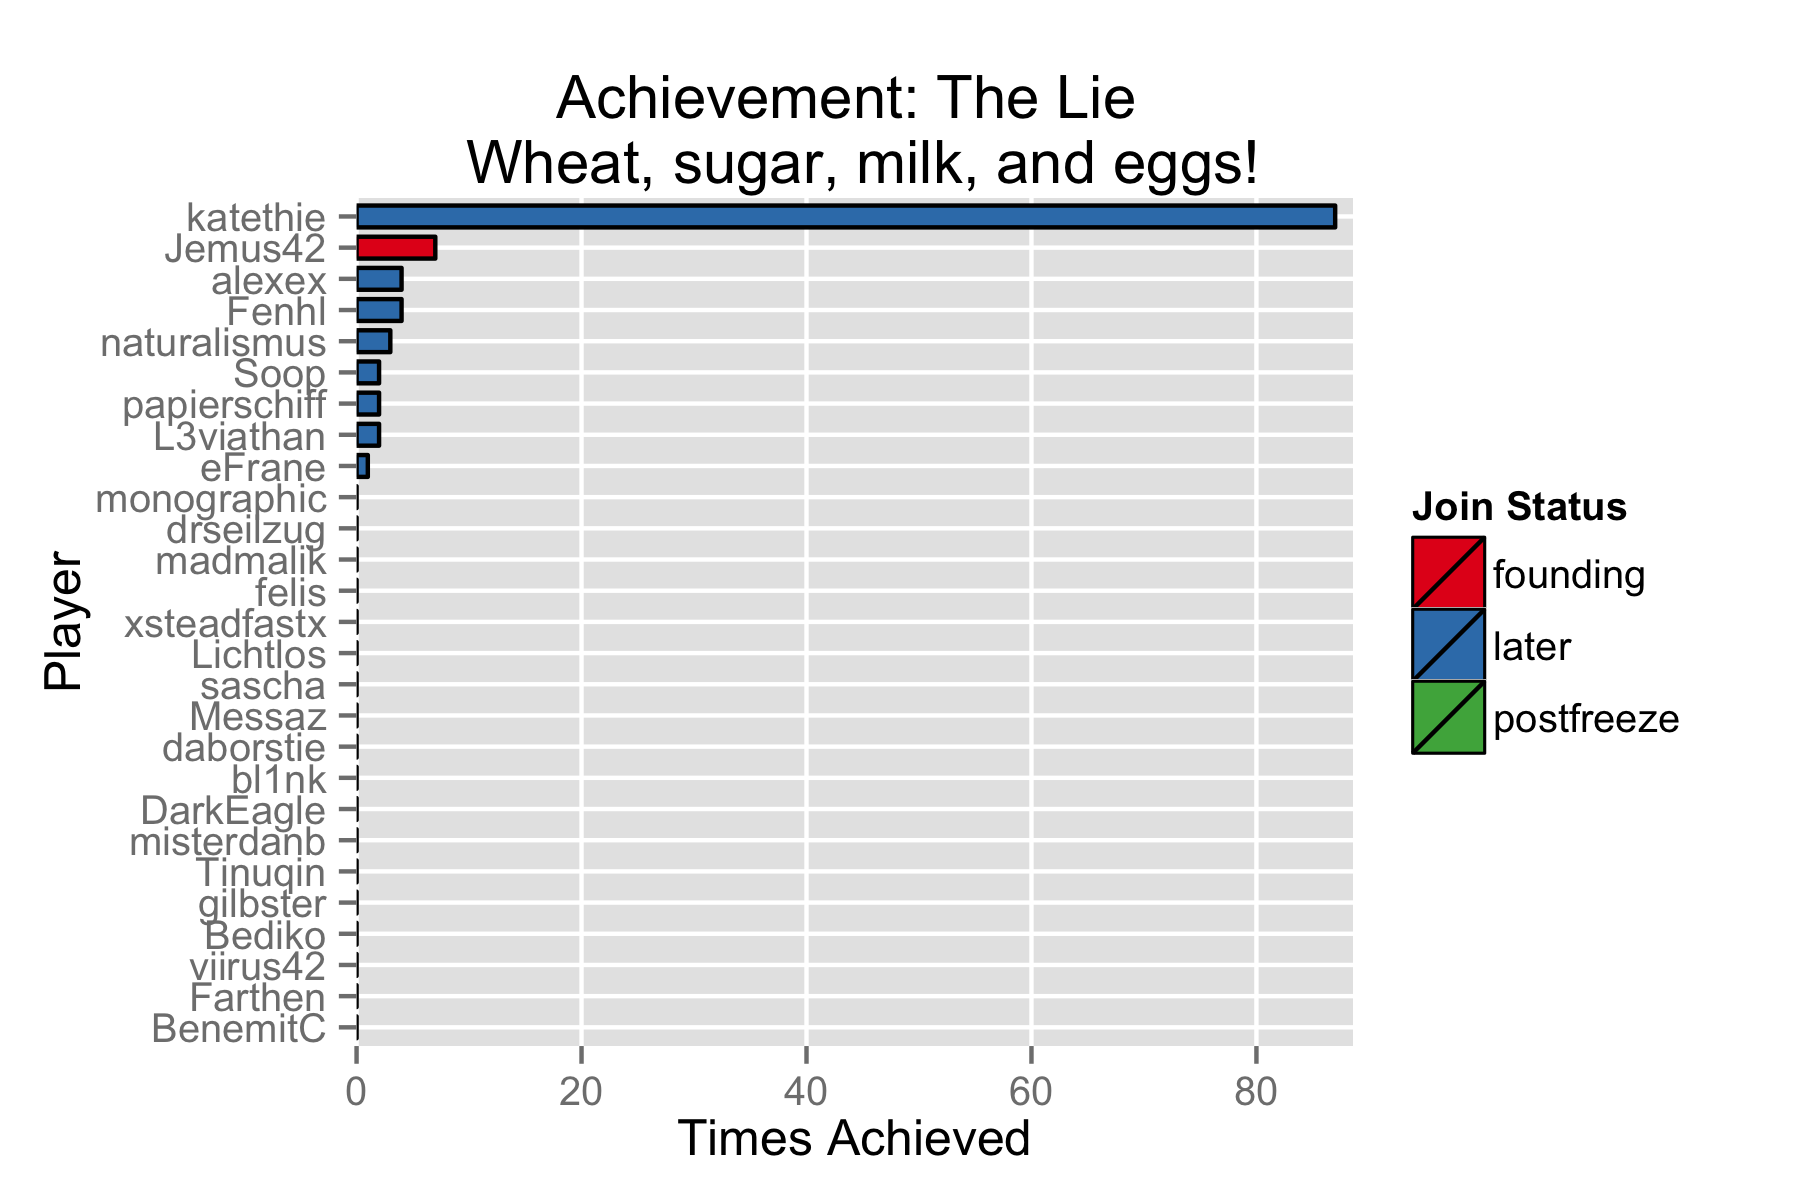 Achievement: The Lie
Wheat, sugar, milk, and eggs!
katethie
Jemus42
alexex
Fenhl
naturalismus
Soop
papierschiff
L3viathan
eFrane
monographic
drseilzug
madmalik
felis
xsteadfastx
Lichtlos
sascha
Messaz
daborstie
bl1nk
DarkEagle
misterdanb
Tinuqin
gilbster
Bediko
viirus42
Farthen
BenemitC
Player
0 20 40 60 80
Times Achieved
Join Status
founding
later
postfreeze